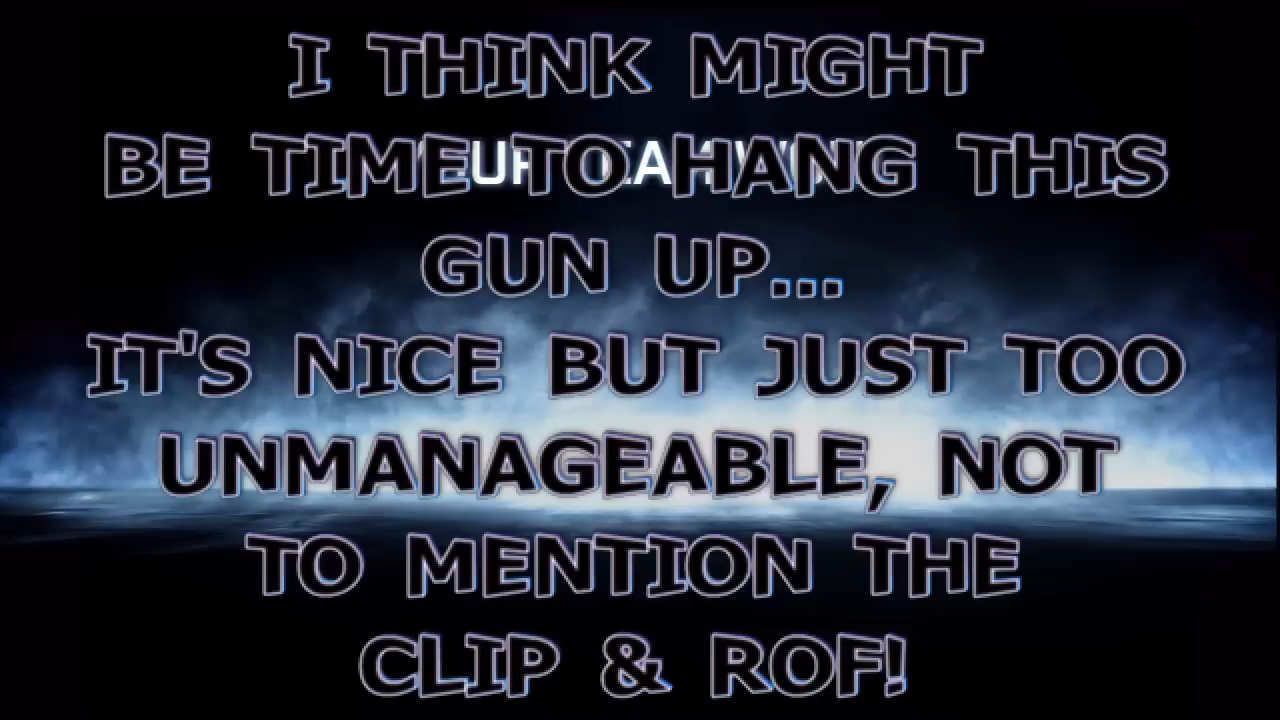 I THINK MIGHT
BE TIME TO HANG THIS
GUN UP...
IT'S NICE BUT JUST TOO
UNMANAGEABLE, NOT
TO MENTION THE
CLIP & ROF!